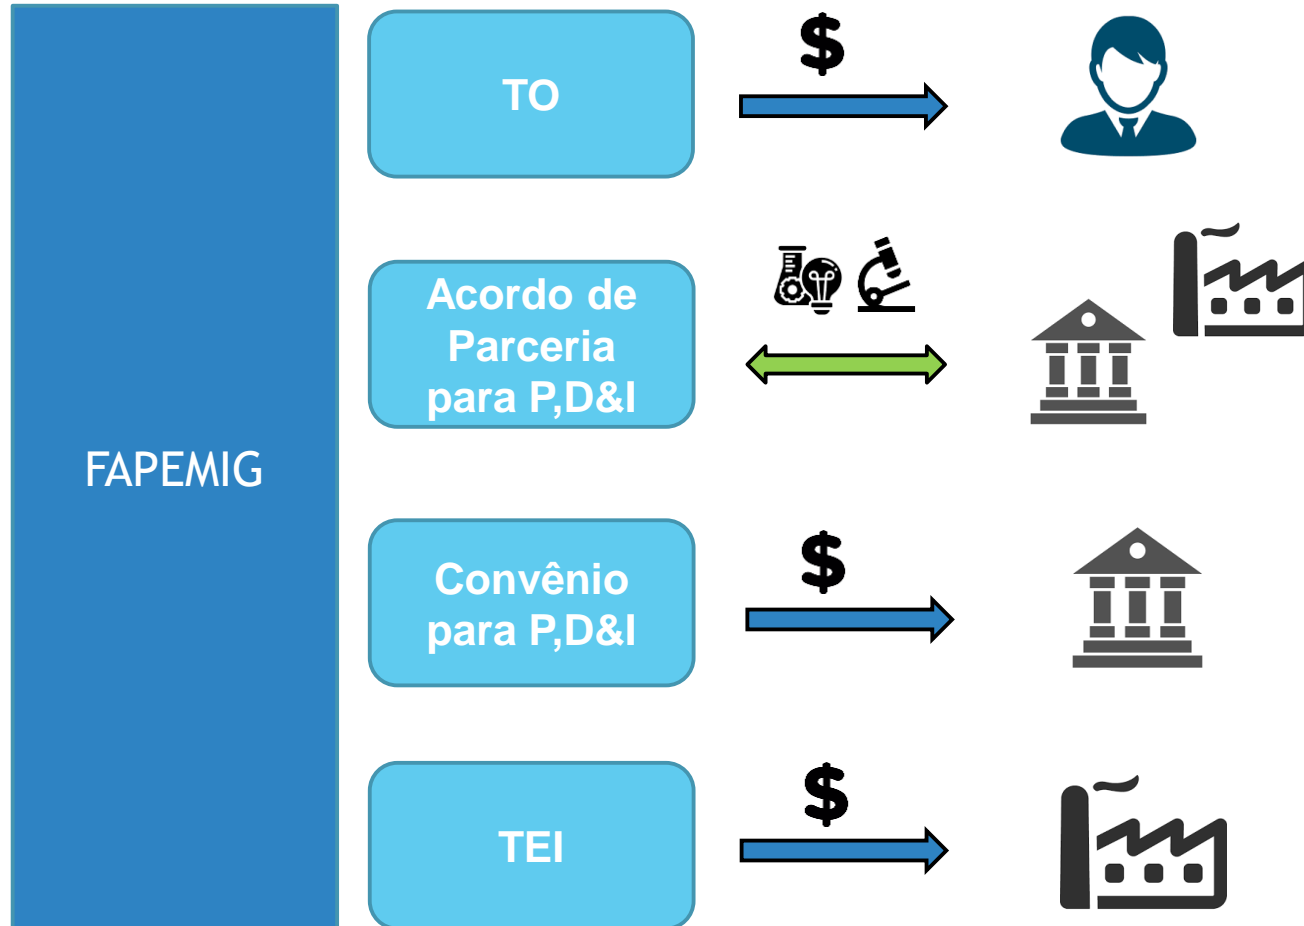 FAPEMIG
TO
$
Acordo de
Parceria
para P,D&I
$
Convênio
para P,D&I
$
TEI